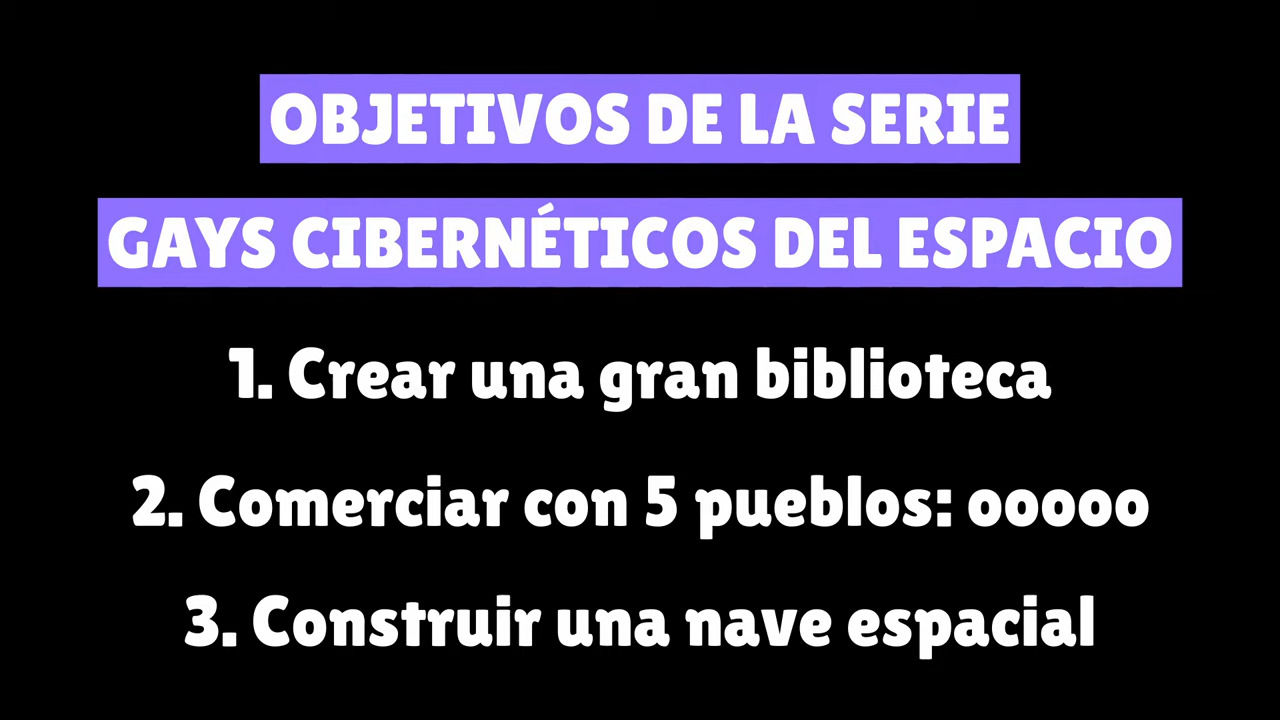 OBJETIVOS DE LA SERIE
GAYS CIBERNÉTICOS DEL ESPACIO
1. Crear una gran biblioteca
2. Comerciar con 5 pueblos: ooooo
3. Construir una nave espacial